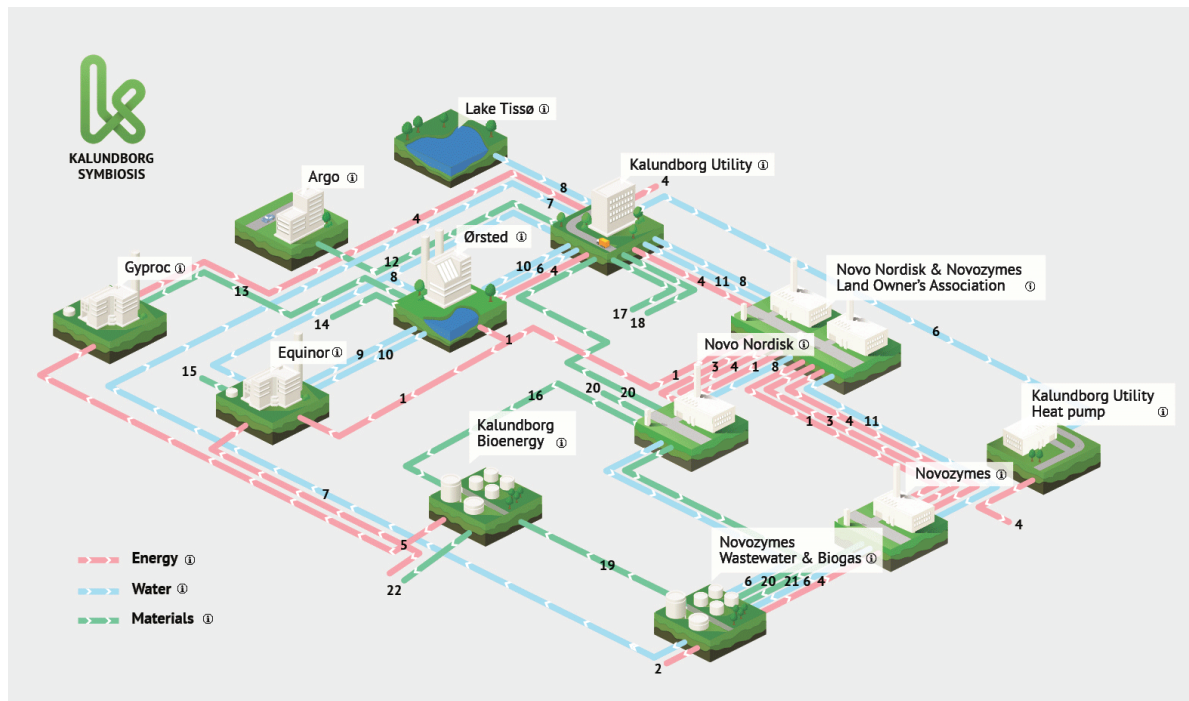 KALUNDBORG
SYMBIOSIS
Lake Tissø
Kalundborg Utility
4
8
7
Argo
4
Ørsted
12
8
10 6 4
Gyproc
13
14
17
18
4 11 8
Novo Nordisk & Novozymes
Land Owner's Association
6
Equinor
9 10
1
15
Novo Nordisk
1 3 4 1 8
1
16
20 20
1 3 4 11
Kalundborg Utility
Heat pump
Kalundborg
Bioenergy
7
Novozymes
4
5
22
19
Novozymes
Wastewater & Biogas
6 20 21 6 4
2
Energy
Water
Materials